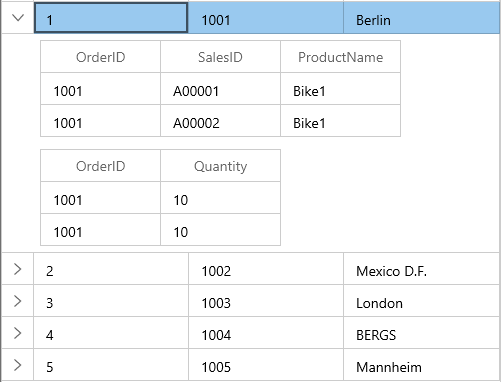 1 1001 Berlin
OrderID SalesID ProductName
1001 A00001 Bike1
1001 A00002 Bike1
OrderID Quantity
1001 10
1001 10
2 1002 Mexico D.F.
3 1003 London
4 1004 BERGS
5 1005 Mannheim